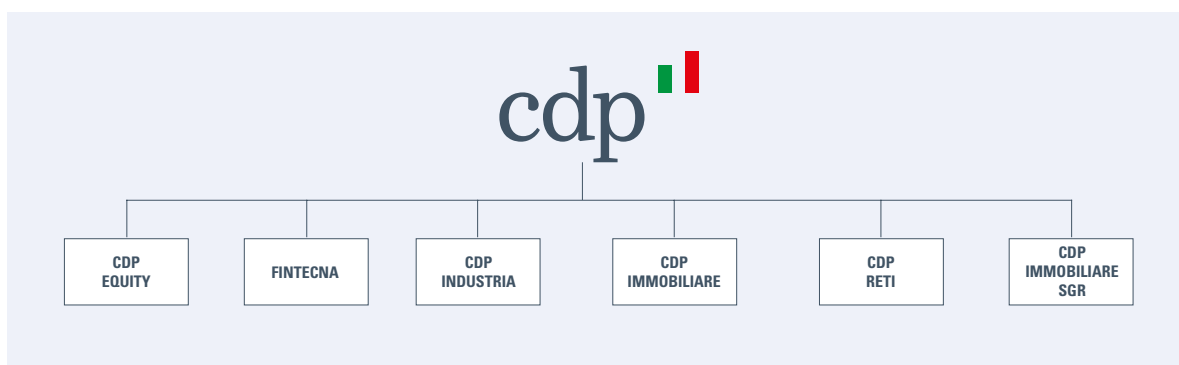 cdp
CDP
EQUITY
FINTECNA
CDP
INDUSTRIA
CDP
IMMOBILIARE
CDP
RETI
CDP
IMMOBILIARE
SGR